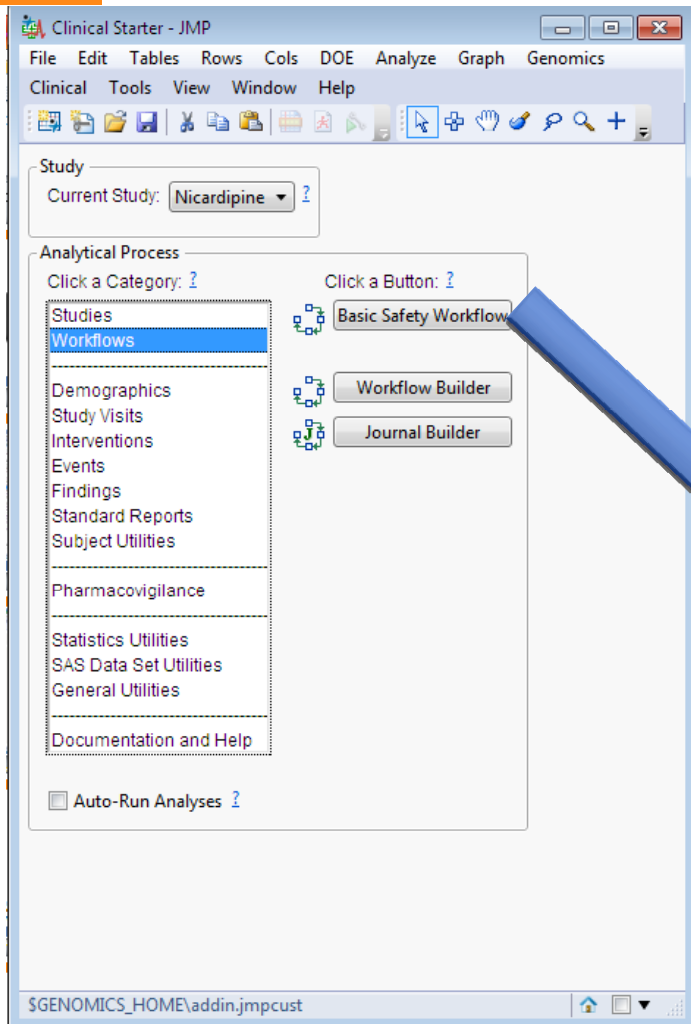 Clinical Starter - JMP
File Edit Tables Rows Cols DOE Analyze Graph Genomics
Clinical Tools View Window Help
Study
Current Study: Nicardipine ?
Analytical Process
Click a Category: ? Click a Button: ?
Studies
Workflows
Demographics
Study Visits
Interventions
Events
Findings
Standard Reports
Subject Utilities
Pharmacovigilance
Statistics Utilities
SAS Data Set Utilities
General Utilities
Documentation and Help
Basic Safety Workflow
Workflow Builder
J
Journal Builder
Auto-Run Analyses ?
$GENOMICS_HOME\addin.jmpcust